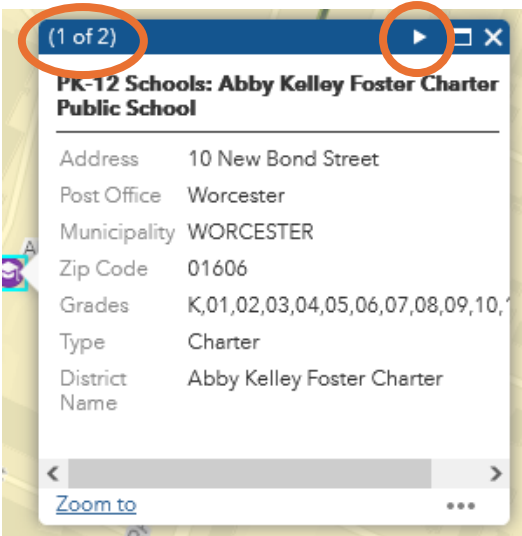 (1 of 2)
PK-12 Schools: Abby Kelley Foster Charter
Public School
Address 10 New Bond Street
Post Office Worcester
Municipality WORCESTER
Zip Code 01606
Grades K,01,02,03,04,05,06,07,08,09,10,
Type Charter
District Name Abby Kelley Foster Charter
A
Zoom to